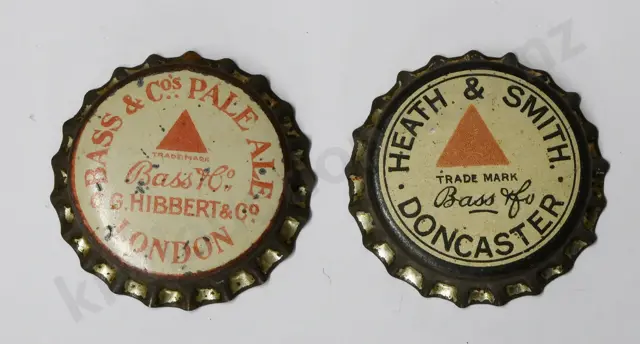 BASS & Co's PALE ALE
TRADE MARK
Bass & Co
C.G. HIBBERT & Co
LONDON
HEATH & SMITH.
TRADE MARK
Bass & Co
DONCASTER